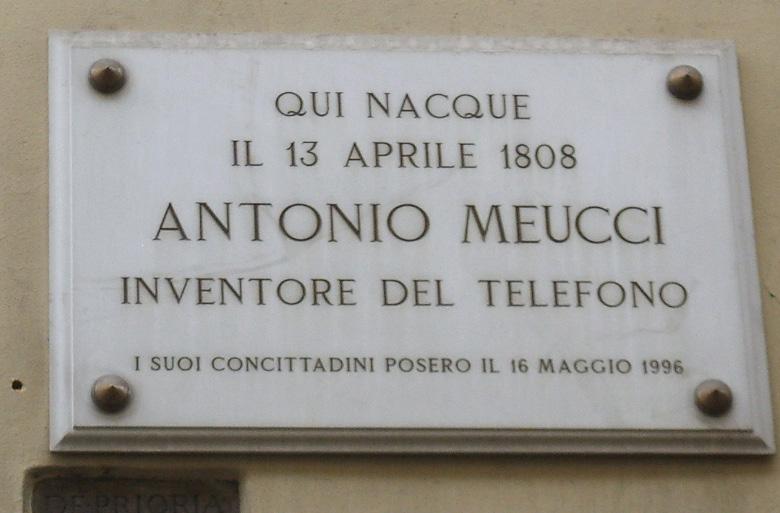 QUI NACQUE
IL 13 APRILE 1808
ANTONIO MEUCCI
INVENTORE DEL TELEFONO
I SUOI CONCITTADINI POSERO IL 16 MAGGIO 1996